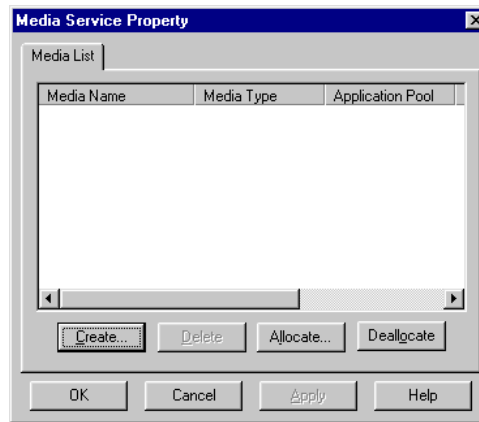 Media Service Property
Media List
Media Name Media Type Application Pool
Create... Delete Allocate... Deallocate
OK Cancel Apply Help